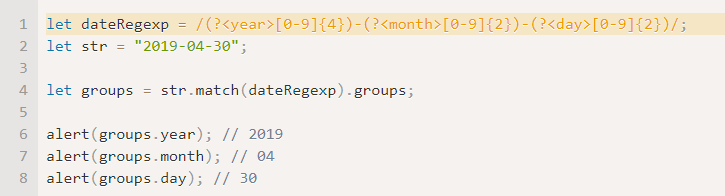 1 let dateRegexp = /(?<year>[0-9]{4})-(?<month>[0-9]{2})-(?<day>[0-9]{2})/;
2 let str = "2019-04-30";
3
4 let groups = str.match(dateRegexp).groups;
5
6 alert(groups.year); // 2019
7 alert(groups.month); // 04
8 alert(groups.day); // 30